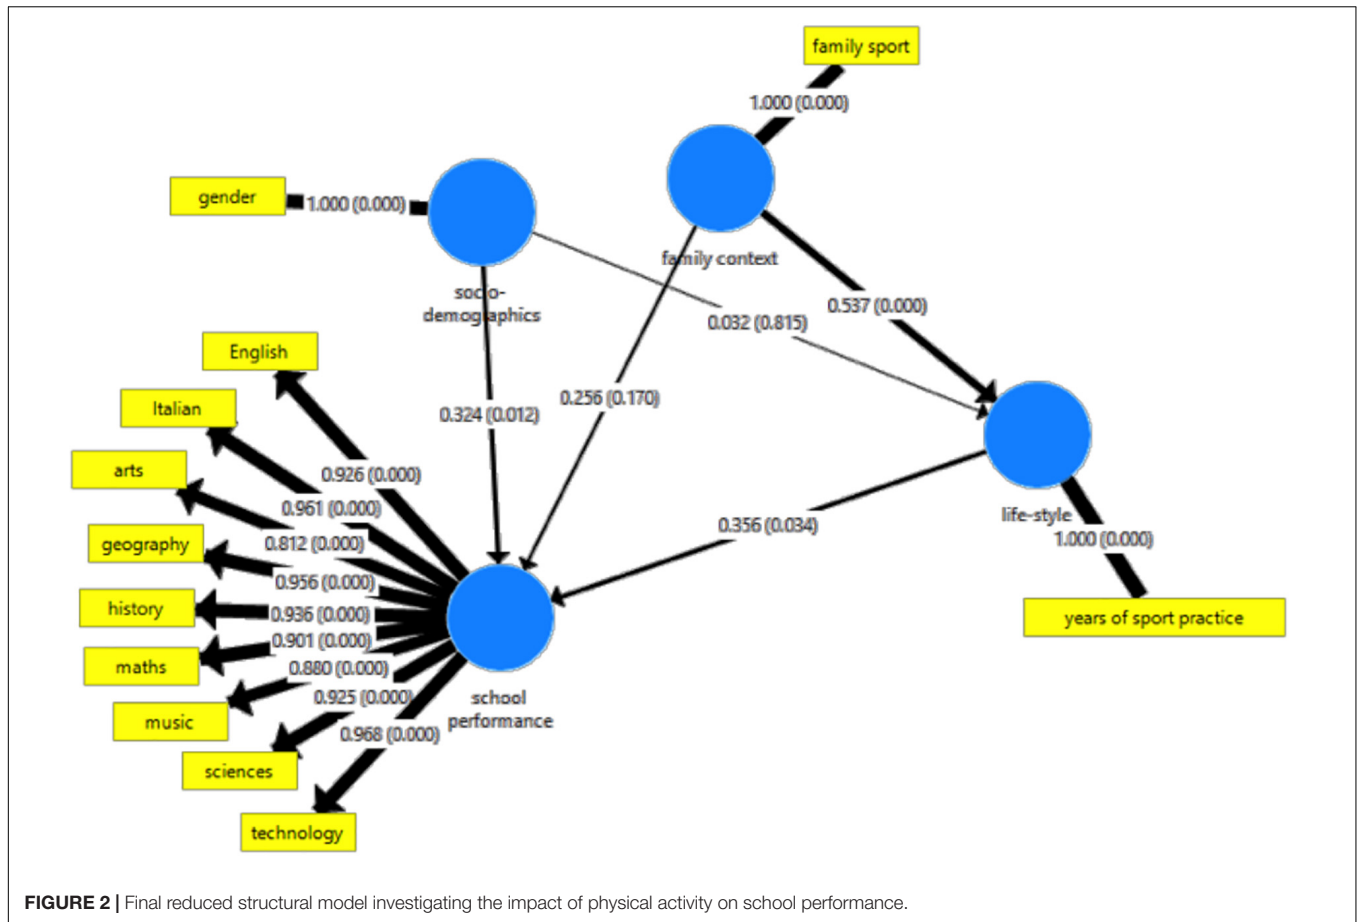 family sport
1.000 (0.000)
gender
1.000 (0.000)
family context
socio-
demographics
0.537 (0.000)
0.032 (0.815)
English
0.256 (0.170)
Italian
0.324 (0.012)
arts
0.926 (0.000)
0.961 (0.000)
life-style
0.356 (0.034)
geography
0.812 (0.000)
1.000 (0.000)
0.956 (0.000)
history
0.936 (0.000)
years of sport practice
0.901 (0.000)
maths
0.880 (0.000)
0.925 (0.000)
school
performance
music
0.968 (0.000)
sciences
technology
FIGURE 2 | Final reduced structural model investigating the impact of physical activity on school performance.